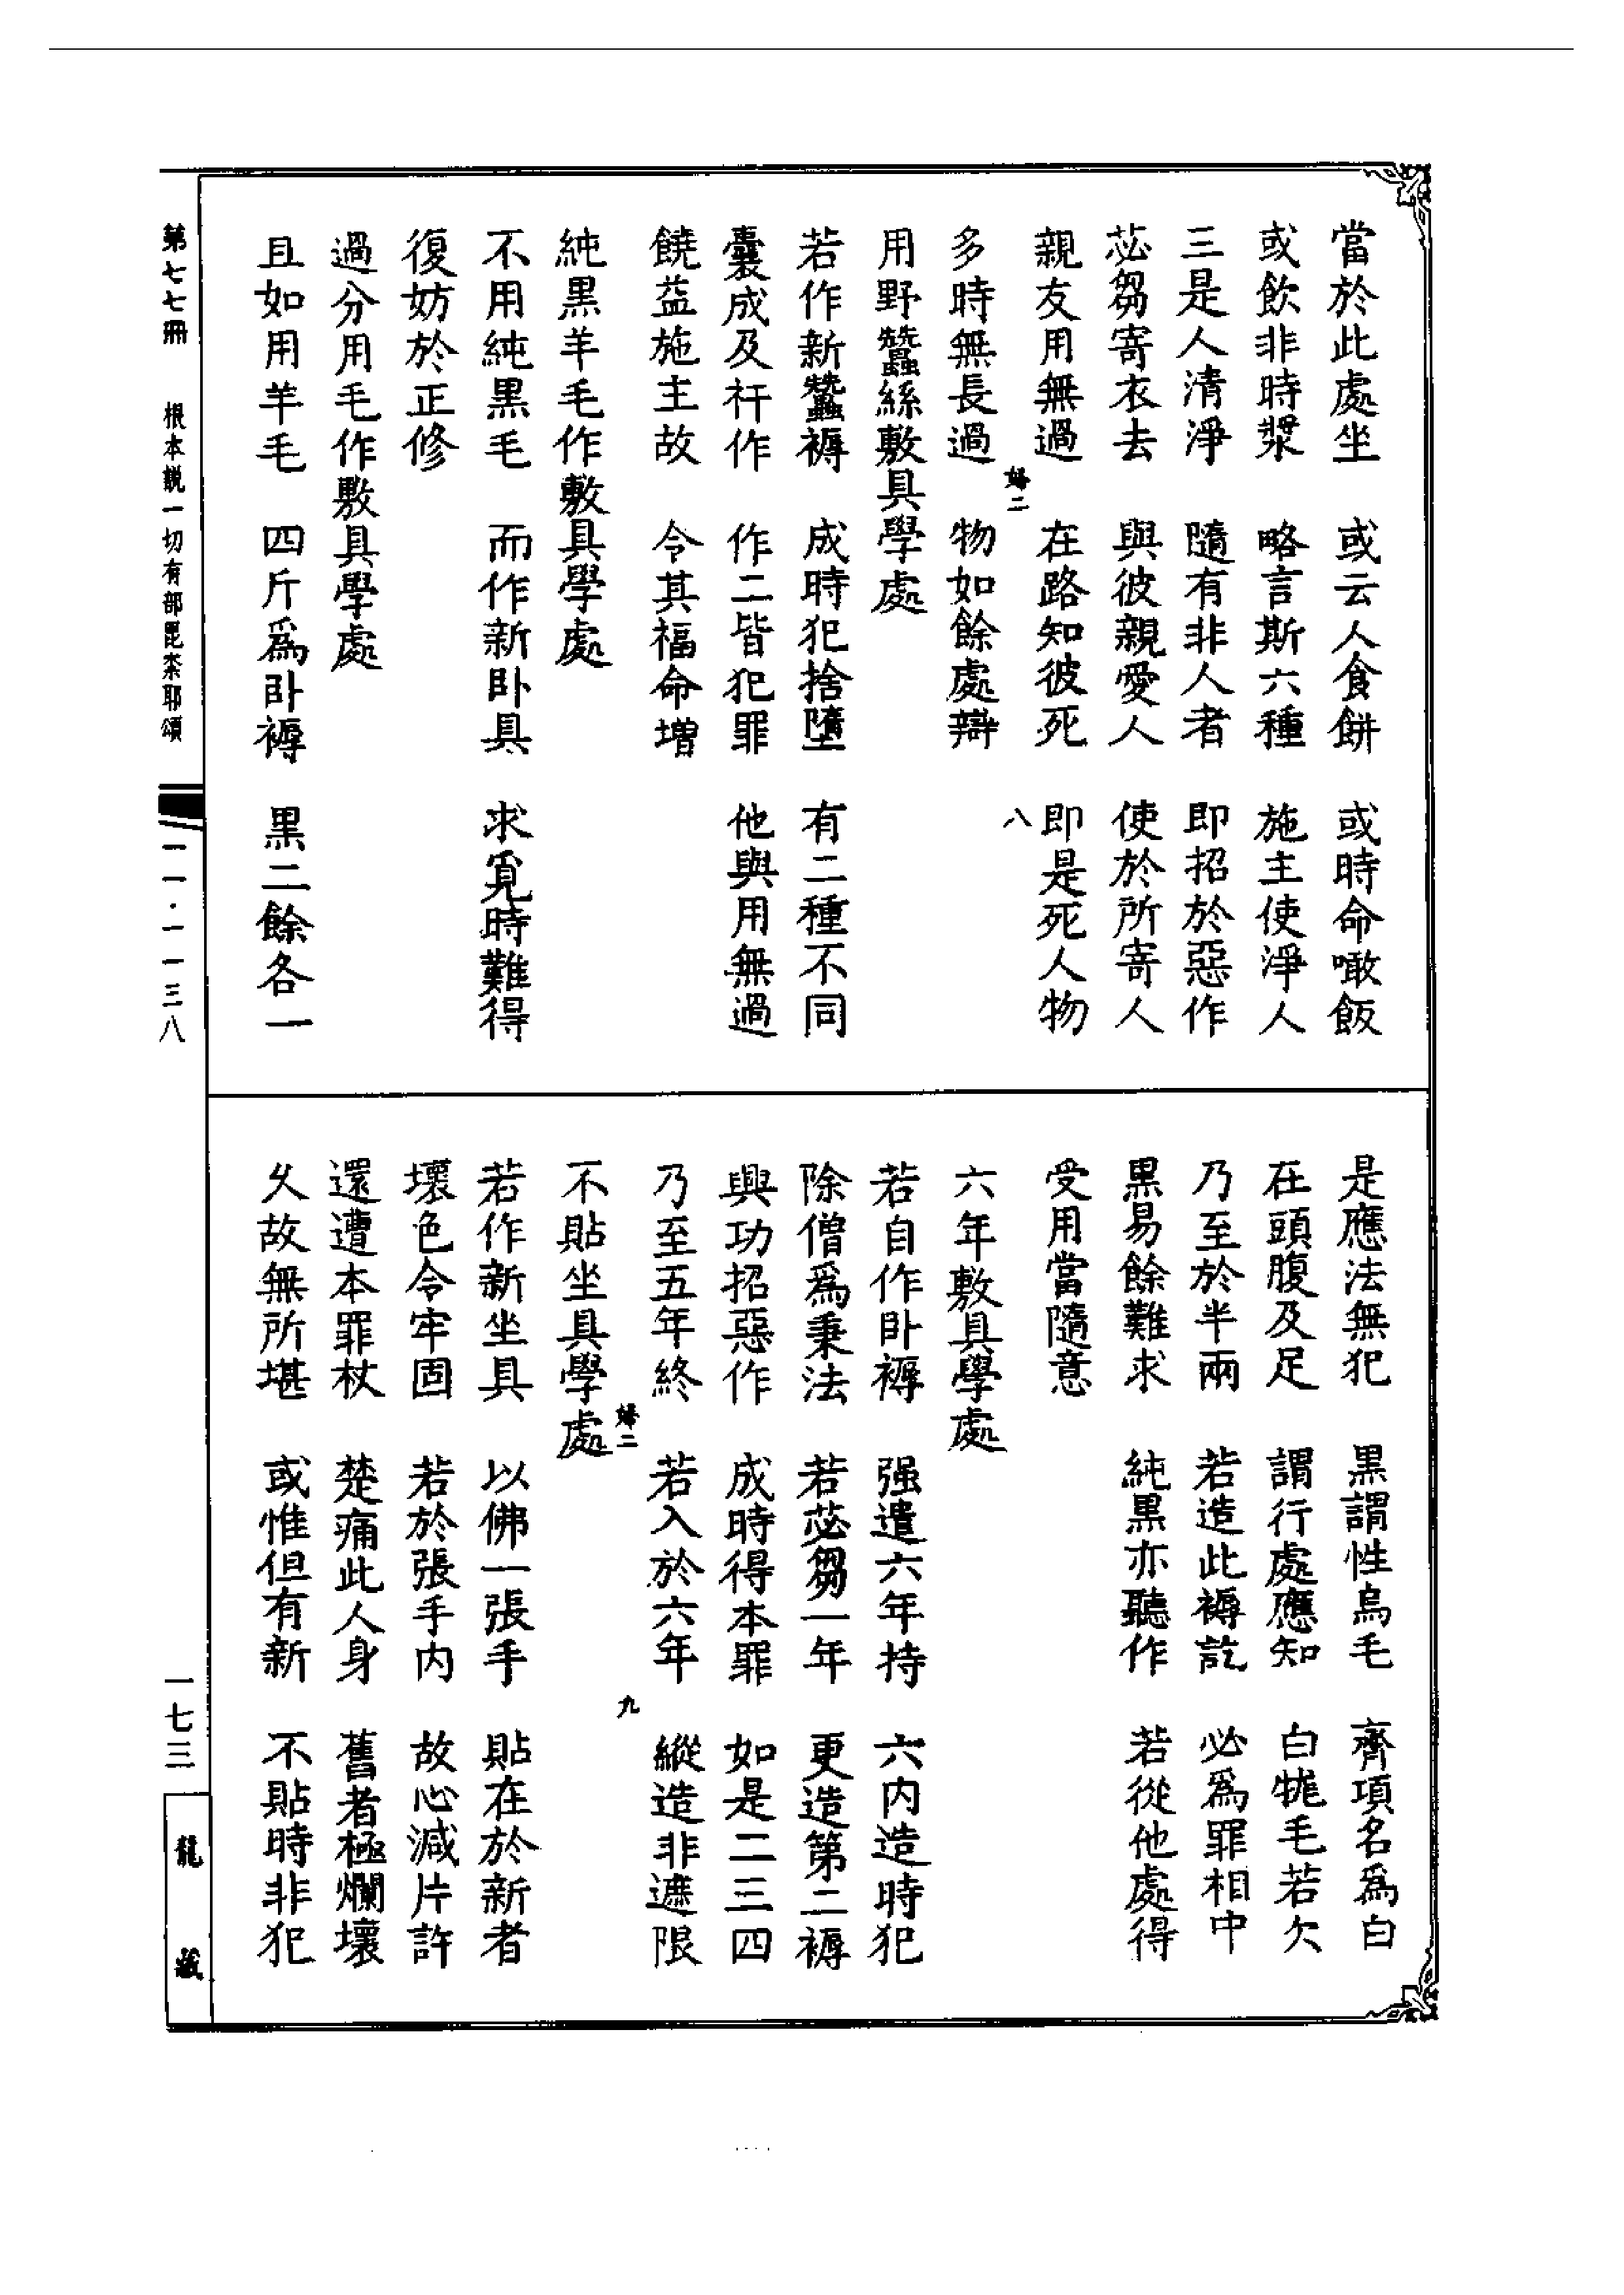 當於此處坐　或云人食餅　或時命噉飯
或飲非時漿　略言斯六種　施主使淨人
三是人清淨　隨有非人者　即招於惡作
苾芻寄衣去　與彼親愛人　使於所寄人
親友用無過　在路知彼死　即是死人物
二　八
多時無長過　物如餘處辯
用野蠶絲敷具學處
若作新蠶褥　成時犯捨墮　有二種不同
囊成及衦作　作二皆犯罪　他與用無過
饒益施主故　令其福命增
純黑羊毛作敷具學處
不用純黑毛　而作新卧具　求覓時難得
復妨於正修
過分用毛作敷具學處
且如用羊毛　四斤爲卧褥　黑二餘各一
是應法無犯　黑謂性烏毛　齊項名爲白
在頭腹及足　謂行處應知　白牻毛若欠
乃至於半兩　若造此褥訖　必爲罪相中
黑易餘難求　純黑亦聽作　若從他處得
受用當隨意
六年敷具學處
若自作卧褥　强遣六年持　六内造時犯
除僧爲秉法　若苾芻一年　更造第二褥
興功招惡作　成時得本罪　如是二三四
乃至五年終　若入於六年　縱造非遮限
二　九
不貼坐具學處
若作新坐具　以佛一張手　貼在於新者
壞色令牢固　若於張手内　故心減片許
還遭本罪杖　楚痛此人身　舊者極爛壞
久故無所堪　或惟但有新　不貼時非犯
第七七冊　根本説一切有部毘柰耶頌
一一·一一三八
一七三
龍藏